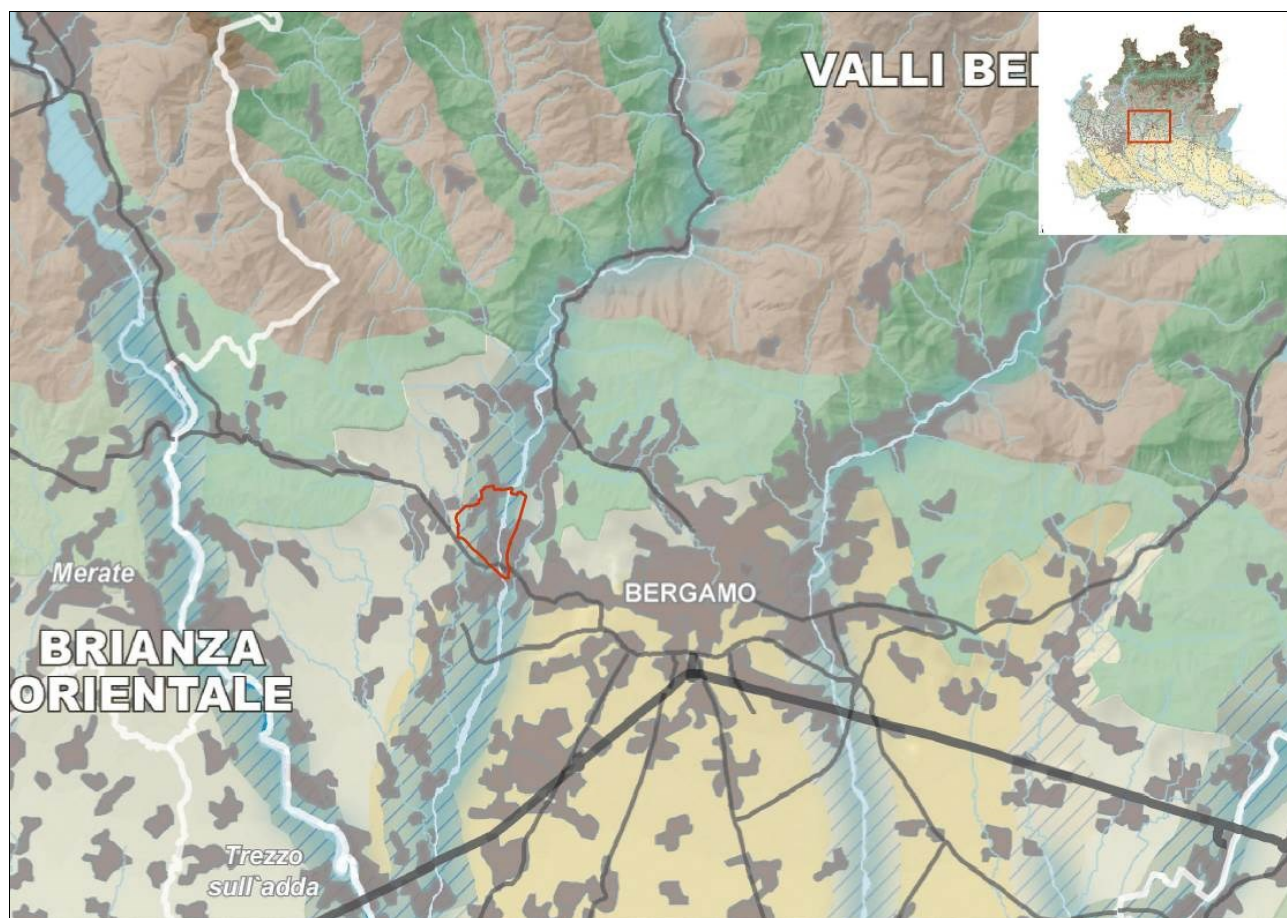 VALLI BE
Merate
BERGAMO
BRIANZA
ORIENTALE
Trezzo
sull`adda